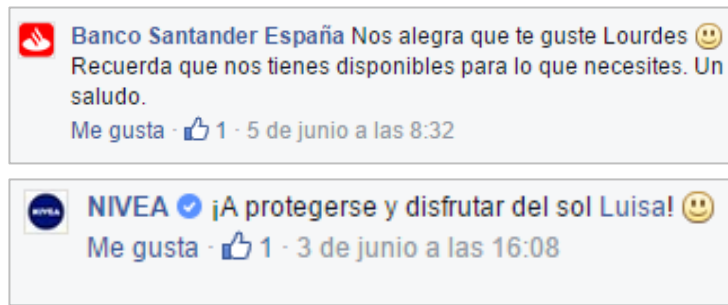 Banco Santander España Nos alegra que te guste Lourdes
Recuerda que nos tienes disponibles para lo que necesites. Un
saludo.
Me gusta · 1 · 5 de junio a las 8:32
NIVEA
NIVEA ¡A protegerse y disfrutar del sol Luisa!
Me gusta · 1 · 3 de junio a las 16:08